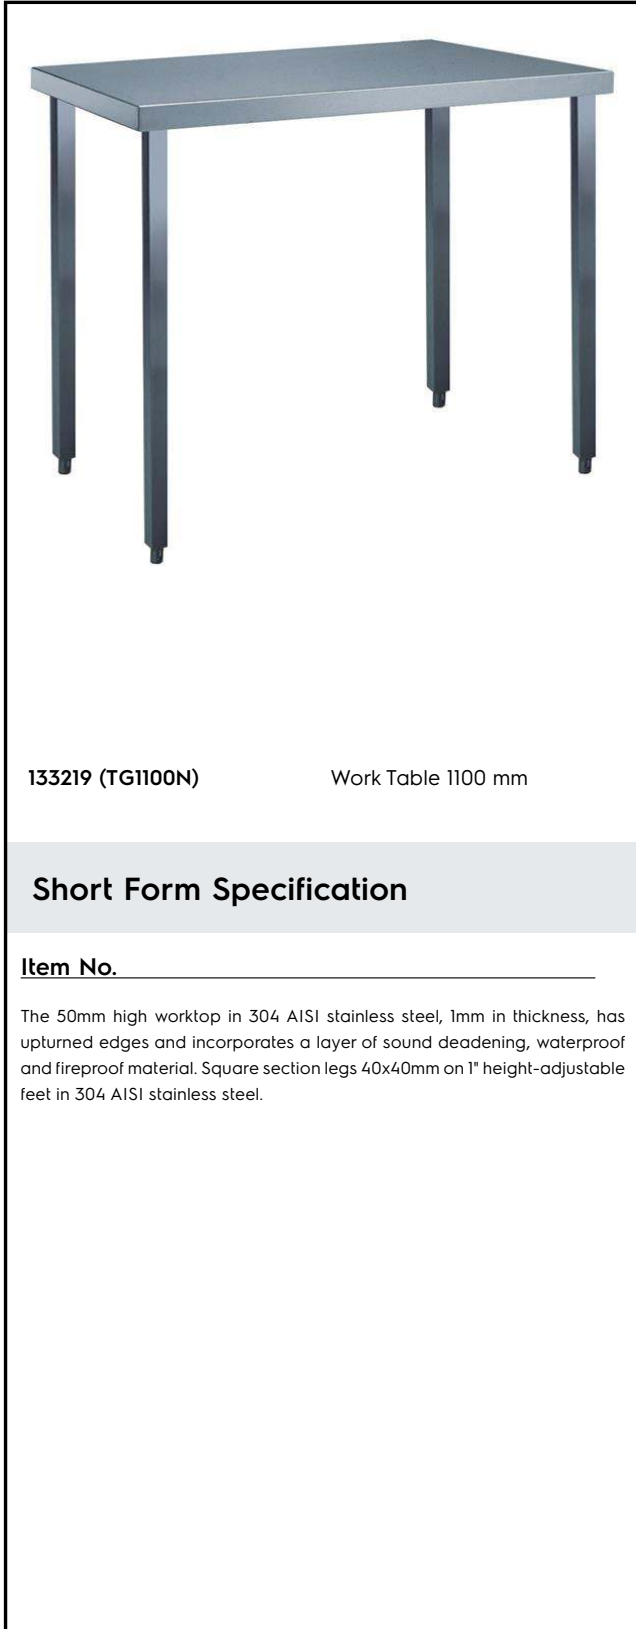 133219 (TG1100N) Work Table 1100 mm
Short Form Specification
Item No.
The 50mm high worktop in 304 AISI stainless steel, 1mm in thickness, has
upturned edges and incorporates a layer of sound deadening, waterproof
and fireproof material. Square section legs 40x40mm on 1" height-adjustable
feet in 304 AISI stainless steel.